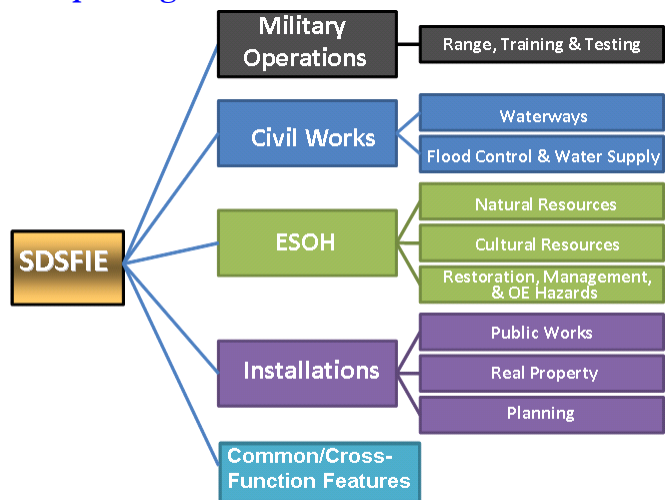 Military
Operations
Range, Training & Testing
Civil Works
Waterways
Flood Control & Water Supply
SDSFIE
ESOH
Natural Resources
Cultural Resources
Restoration, Management,
& OE Hazards
Installations
Public Works
Real Property
Planning
Common/Cross-
Function Features